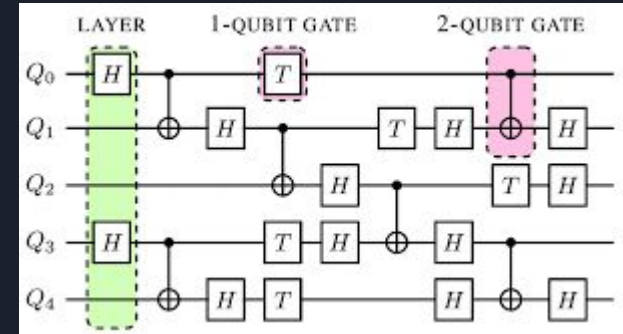 LAYER 1-QUBIT GATE 2-QUBIT GATE
Q0 H T
Q1 H T H H
Q2 H T H
Q3 H T H H
Q4 H T H H